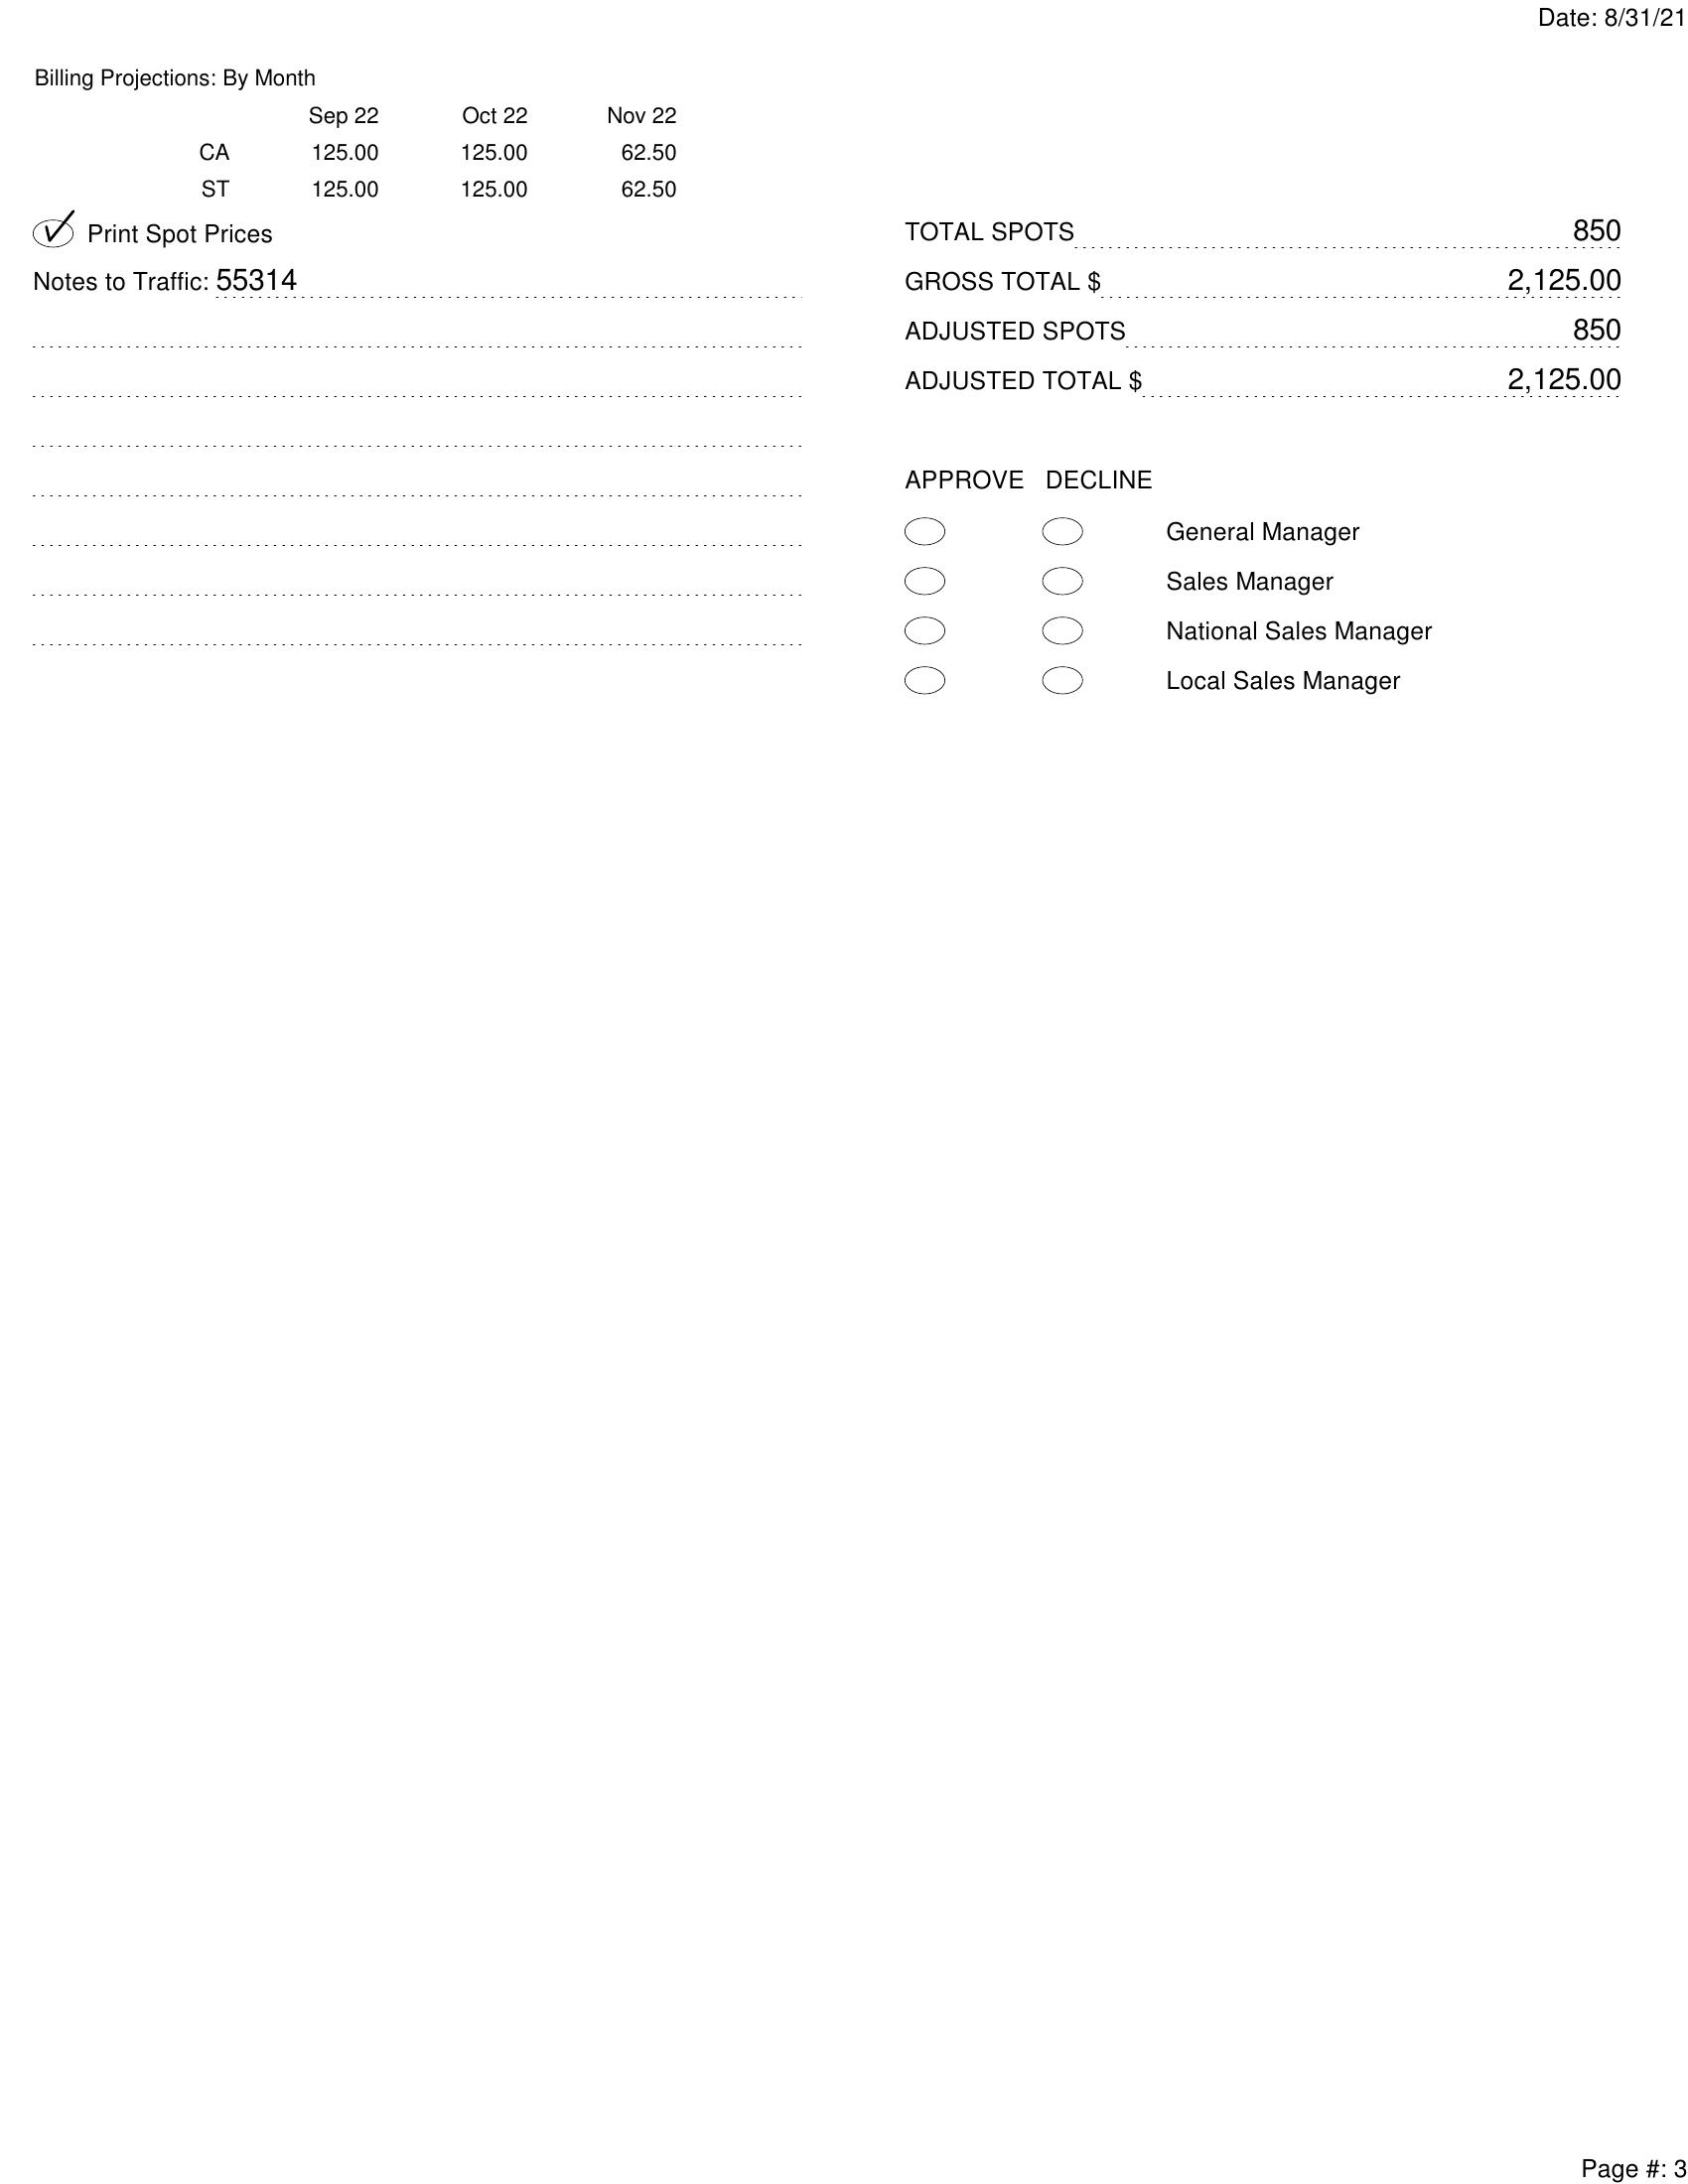 Date: 8/31/21
Billing Projections: By Month
Sep 22 Oct 22 Nov 22
CA 125.00 125.00 62.50
ST 125.00 125.00 62.50
Print Spot Prices
Notes to Traffic: 55314
TOTAL SPOTS 850
GROSS TOTAL $ 2,125.00
ADJUSTED SPOTS 850
ADJUSTED TOTAL $ 2,125.00
APPROVE DECLINE
General Manager
Sales Manager
National Sales Manager
Local Sales Manager
Page #: 3